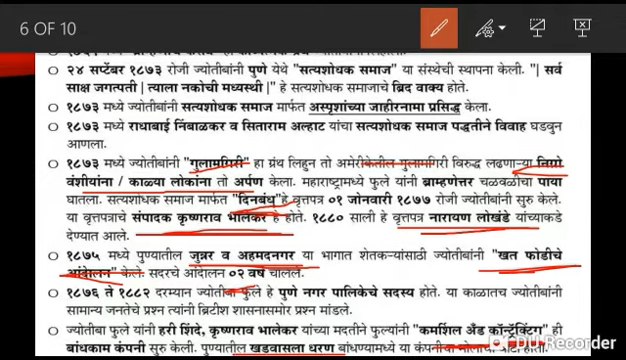 6 OF 10
२४ सप्टेंबर १८७३ रोजी ज्योतीबांनी पुणे येथे "सत्यशोधक समाज" या संस्थेची स्थापना केली. "| सर्व
साक्ष जगत्पती | त्याला नकोची मध्यस्थी |" हे सत्यशोधक समाजाचे ब्रिद वाक्य होते.
१८७३ मध्ये ज्योतीबांनी सत्यशोधक समाज मार्फत अस्पृशांच्या जाहीरनामा प्रसिद्ध केला.
१८७३ मध्ये राधाबाई निंबाळकर व सिताराम अल्हाट यांचा सत्यशोधक समाज पद्धतीने विवाह घडवुन
आणला.
१८७३ मध्ये ज्योतीबांनी "गुलामगिरी" हा ग्रंथ लिहुन तो अमेरीकेतील गुलामगिरी विरुद्ध लढणाऱ्या निग्रो
वंशीयांना / काळ्या लोकांना तो अर्पण केला. महाराष्ट्रामध्ये फुले यांनी ब्राम्हणेत्तर चळवळीचा पाया
घातला. सत्यशोधक समाज मार्फत "दिनबंधू" हे वृत्तपत्र ०१ जानेवारी १८७७ रोजी ज्योतीबांनी सुरु केले.
या वृत्तपत्राचे संपादक कृष्णराव भालेकर हे होते. १८८० साली हे वृत्तपत्र नारायण लोखंडे यांच्याकडे
देण्यात आले.
१८७५ मध्ये पुण्यातील जुन्नर व अहमदनगर या भागात शेतकऱ्यांसाठी ज्योतीबांनी "खत फोडीचे
आंदोलन" केले. सदरचे आंदोलन ०२ वर्ष चालले.
१८७६ ते १८८२ दरम्यान ज्योतीबा फुले हे पुणे नगर पालिकेचे सदस्य होते. या काळातच ज्योतीबांनी
सामान्य जनतेचे प्रश्न त्यांनी ब्रिटीश शासनासमोर प्रश्न मांडले.
ज्योतीबा फुले यांनी हरी शिंदे, कृष्णराव भालेकर यांच्या मदतीने फुल्यांनी "कमर्शिल अँड कॉन्ट्रॅक्टिंग" ही
बांधकाम कंपनी सुरु केली. पुण्यातील खडवासला धरण बांधण्यामध्ये या कंपनी